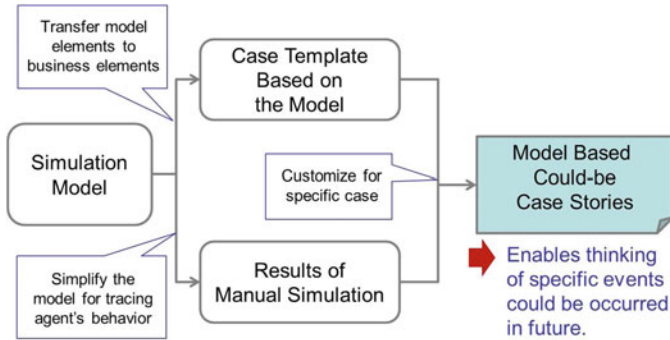 Transfer model
elements to
business elements
Case Template
Based on
the Model
Simulation
Model
Customize for
specific case
Model Based
Could-be
Case Stories
Simplify the
model for tracing
agent's behavior
Results of
Manual Simulation
Enables thinking
of specific events
could be occurred
in future.